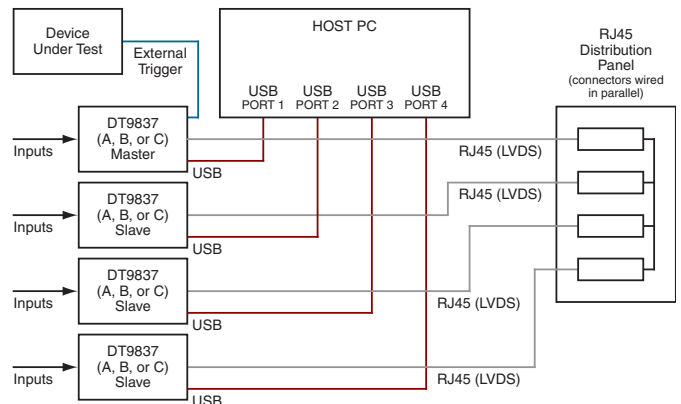 Device
Under Test
External
Trigger
HOST PC
USB
PORT 1
USB
PORT 2
USB
PORT 3
USB
PORT 4
RJ45
Distribution
Panel
(connectors wired
in parallel)
Inputs
DT9837
(A, B, or C)
Master
USB
RJ45 (LVDS)
Inputs
DT9837
(A, B, or C)
Slave
USB
RJ45 (LVDS)
Inputs
DT9837
(A, B, or C)
Slave
USB
RJ45 (LVDS)
Inputs
DT9837
(A, B, or C)
Slave
USB
RJ45 (LVDS)